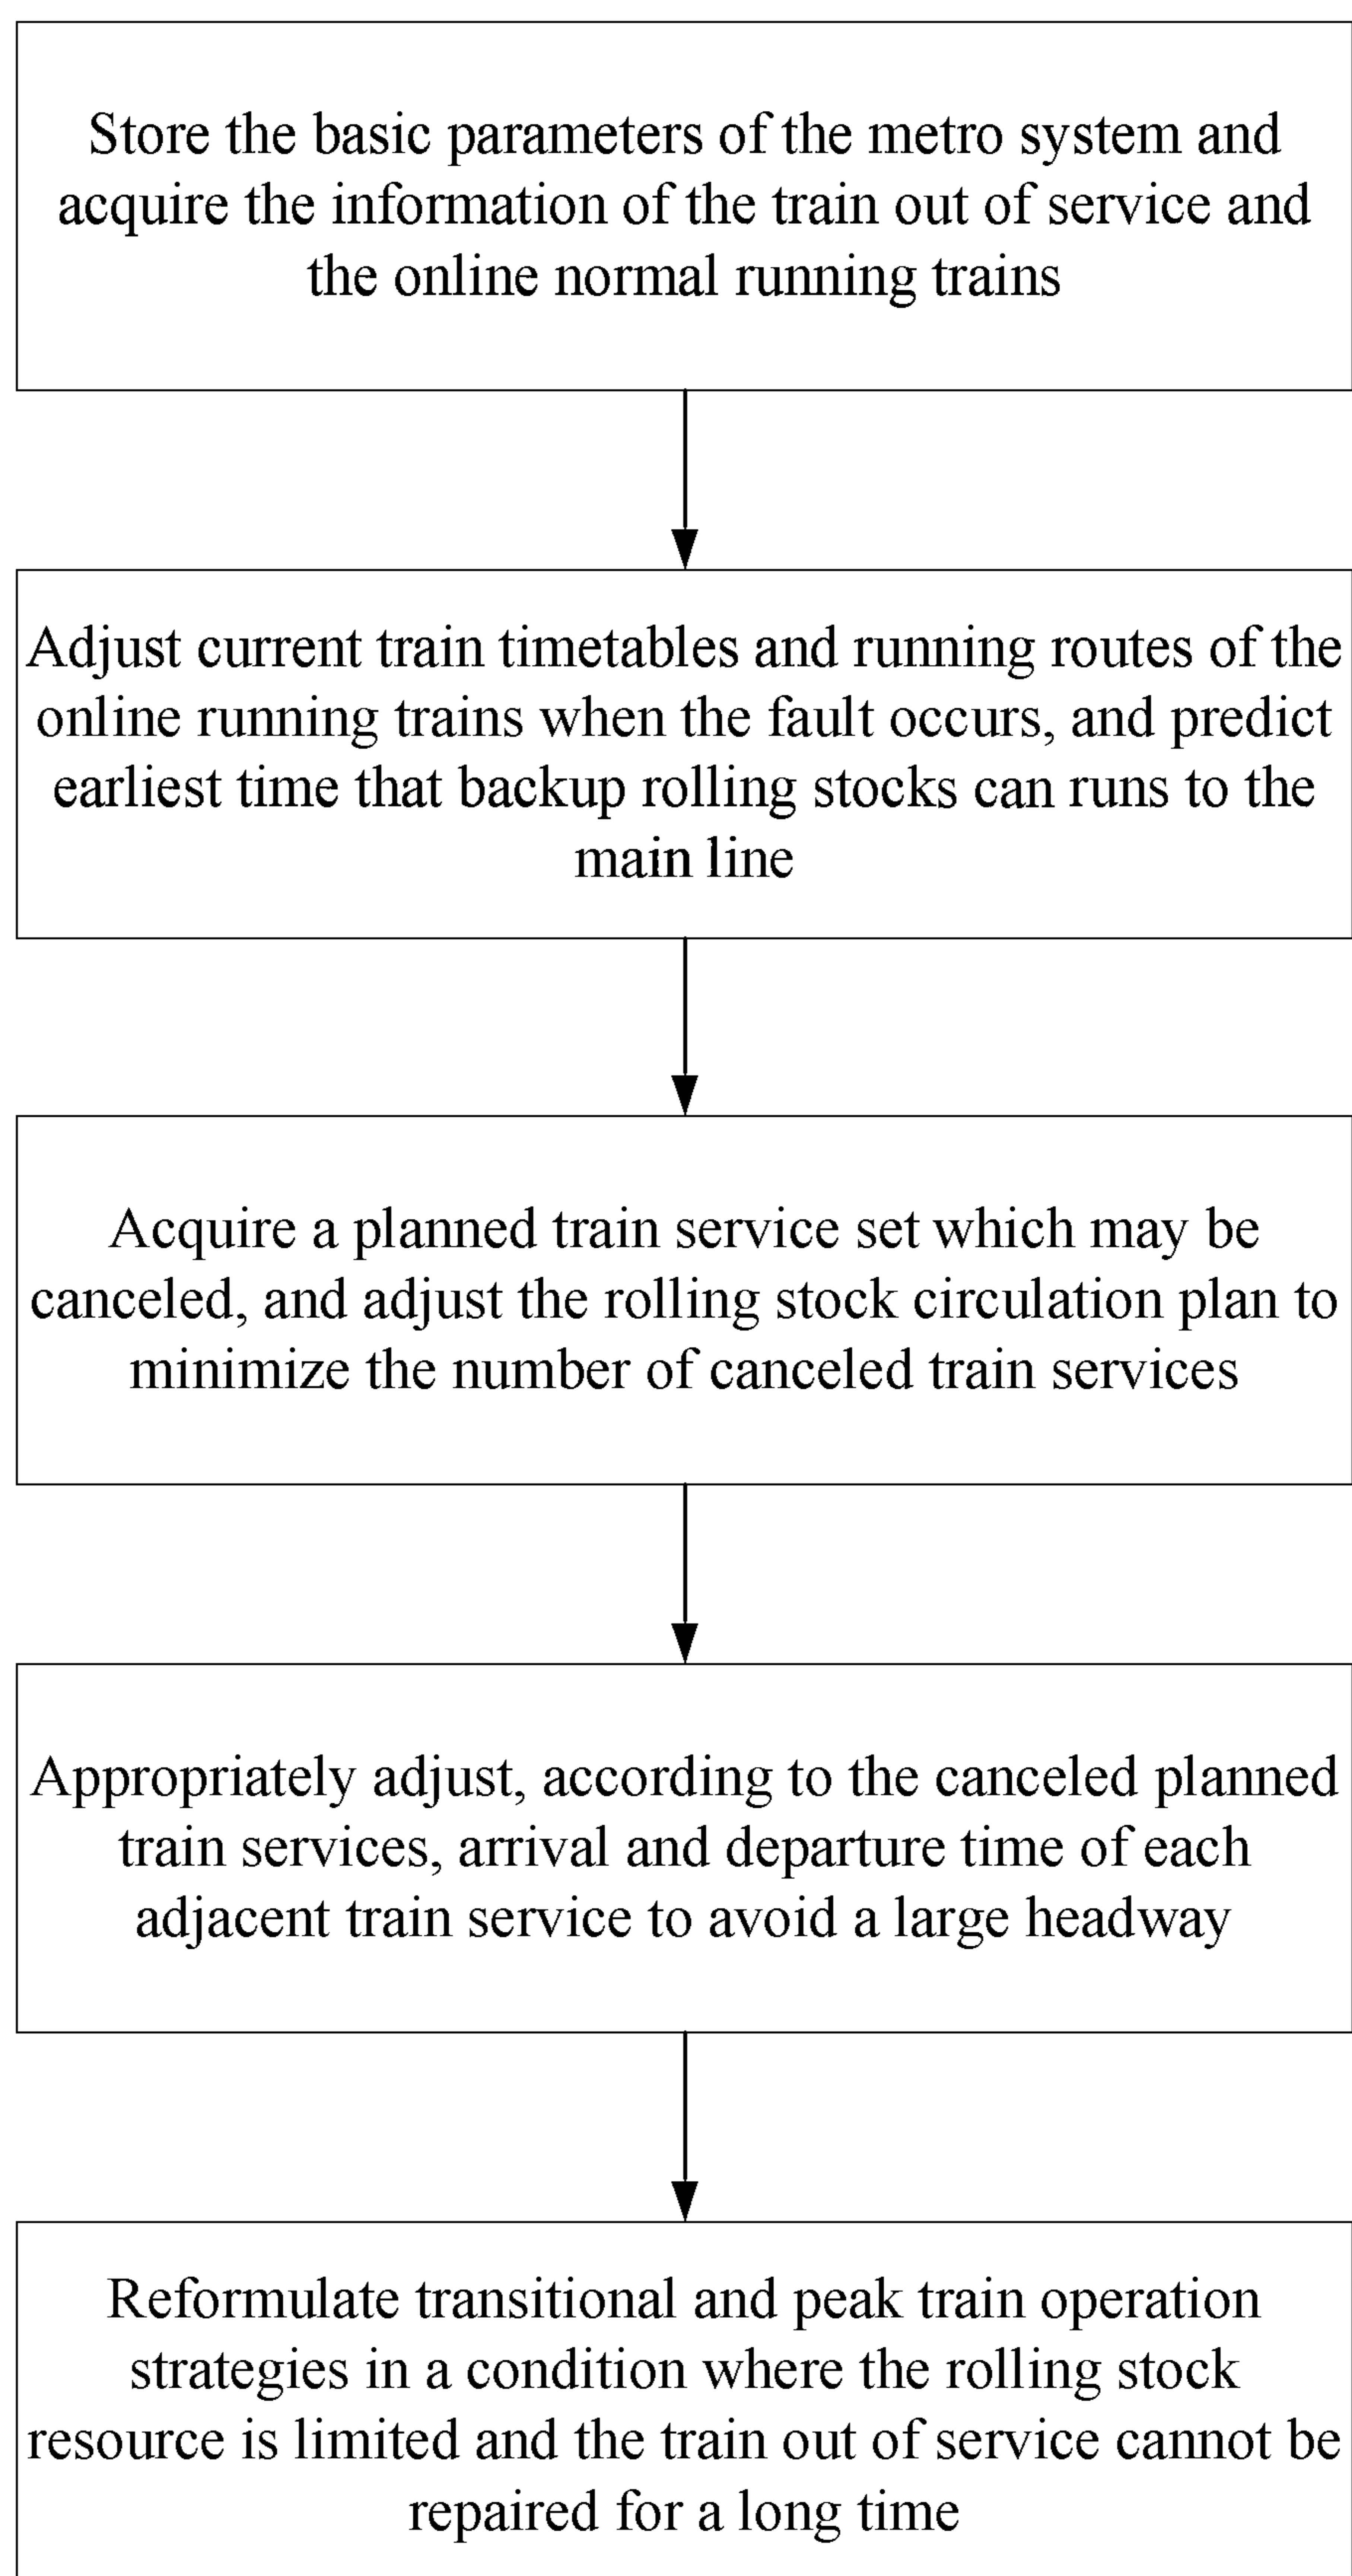 Store the basic parameters of the metro system and
acquire the information of the train out of service and
the online normal running trains
Adjust current train timetables and running routes of the
online running trains when the fault occurs, and predict
earliest time that backup rolling stocks can runs to the
main line
Acquire a planned train service set which may be
canceled, and adjust the rolling stock circulation plan to
minimize the number of canceled train services
Appropriately adjust, according to the canceled planned
train services, arrival and departure time of each
adjacent train service to avoid a large headway
Reformulate transitional and peak train operation
strategies in a condition where the rolling stock
resource is limited and the train out of service cannot be
repaired for a long time